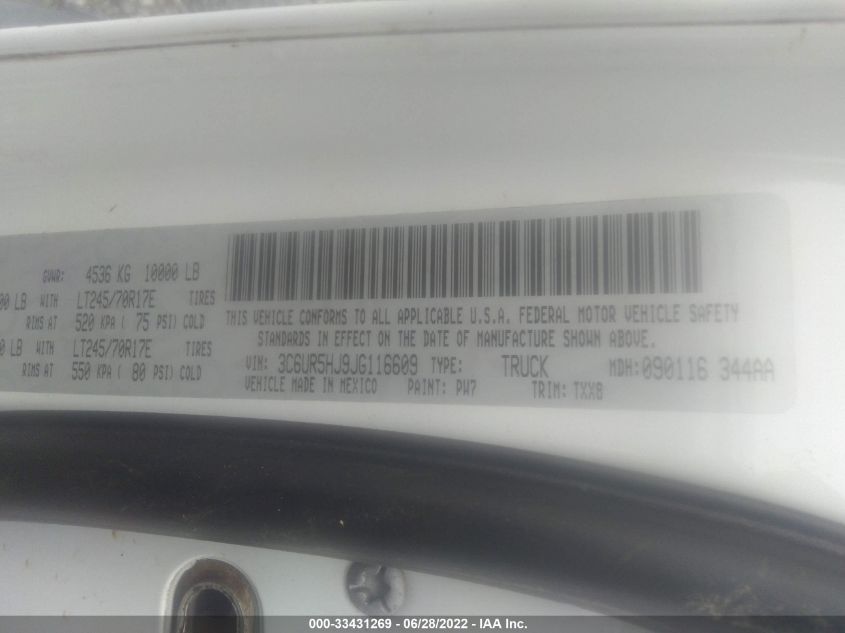 GVWR: 4536 KG 10000 LB
00 LB WITH LT245/70R17E TIRES
RIMS AT 520 KPA ( 75 PSI) COLD
0 LB WITH LT245/70R17E TIRES
RIMS AT 550 KPA ( 80 PSI) COLD
THIS VEHICLE CONFORMS TO ALL APPLICABLE U.S.A. FEDERAL MOTOR VEHICLE SAFETY
STANDARDS IN EFFECT ON THE DATE OF MANUFACTURE SHOWN ABOVE.
VIN: 3C6UR5HJ9JG116609 TYPE: TRUCK MDH: 090116 344AA
VEHICLE MADE IN MEXICO PAINT: PW7 TRIM: TXX8
000-33431269 / 06/28/2022 - IAA Inc.